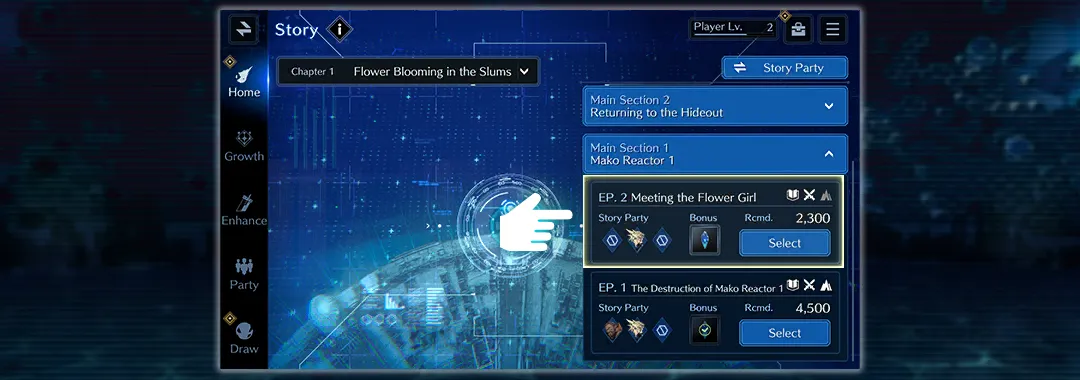 Story
Player Lv. 2
Chapter 1 Flower Blooming in the Slums
Story Party
Home
Growth
Enhance
Party
Draw
Main Section 2
Returning to the Hideout
Main Section 1
Mako Reactor 1
EP. 2 Meeting the Flower Girl
Story Party Bonus Rcmd. 2,300
Select
EP. 1 The Destruction of Mako Reactor 1
Story Party Bonus Rcmd. 4,500
Select